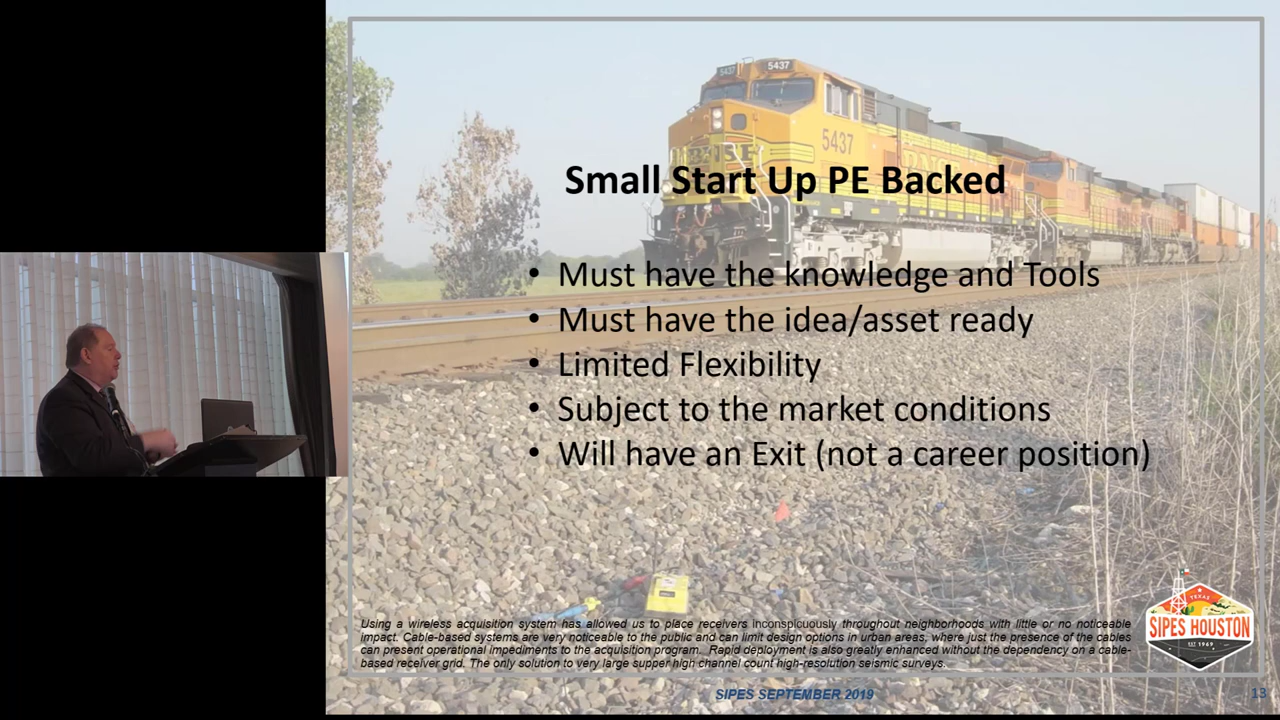 5437
5437
5437
BNSF
BNSF
Small Start Up PE Backed
• Must have the knowledge and Tools
• Must have the idea/asset ready
• Limited Flexibility
• Subject to the market conditions
• Will have an Exit (not a career position)
Using a wireless acquisition system has allowed us to place receivers inconspicuously throughout neighborhoods with little or no noticeable
impact. Cable-based systems are very noticeable to the public and can limit design options in urban areas, where just the presence of the cables
can present operational impediments to the acquisition program. Rapid deployment is also greatly enhanced without the dependency on a cable-
based receiver grid. The only solution to very large supper high channel count high-resolution seismic surveys.
TEXAS
SIPES HOUSTON
EST 1969
SIPES SEPTEMBER 2019
13